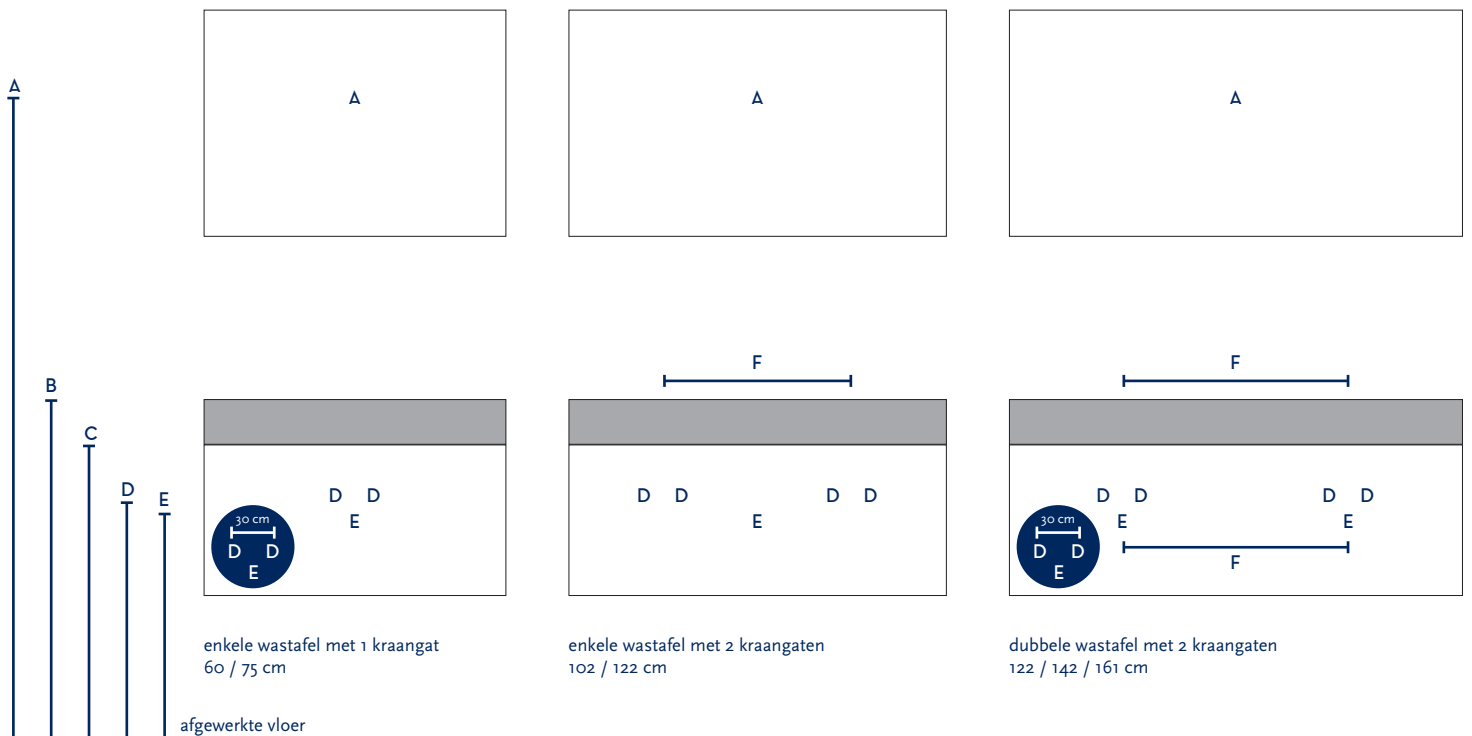 A
A
A
A
B
C
D
E
F
F
D D
E
30 cm
D D
E
D D
D D
E
D D
D D
E
E
F
30 cm
D D
E
enkele wastafel met 1 kraangat
60 / 75 cm
enkele wastafel met 2 kraangaten
102 / 122 cm
dubbele wastafel met 2 kraangaten
122 / 142 / 161 cm
afgewerkte vloer